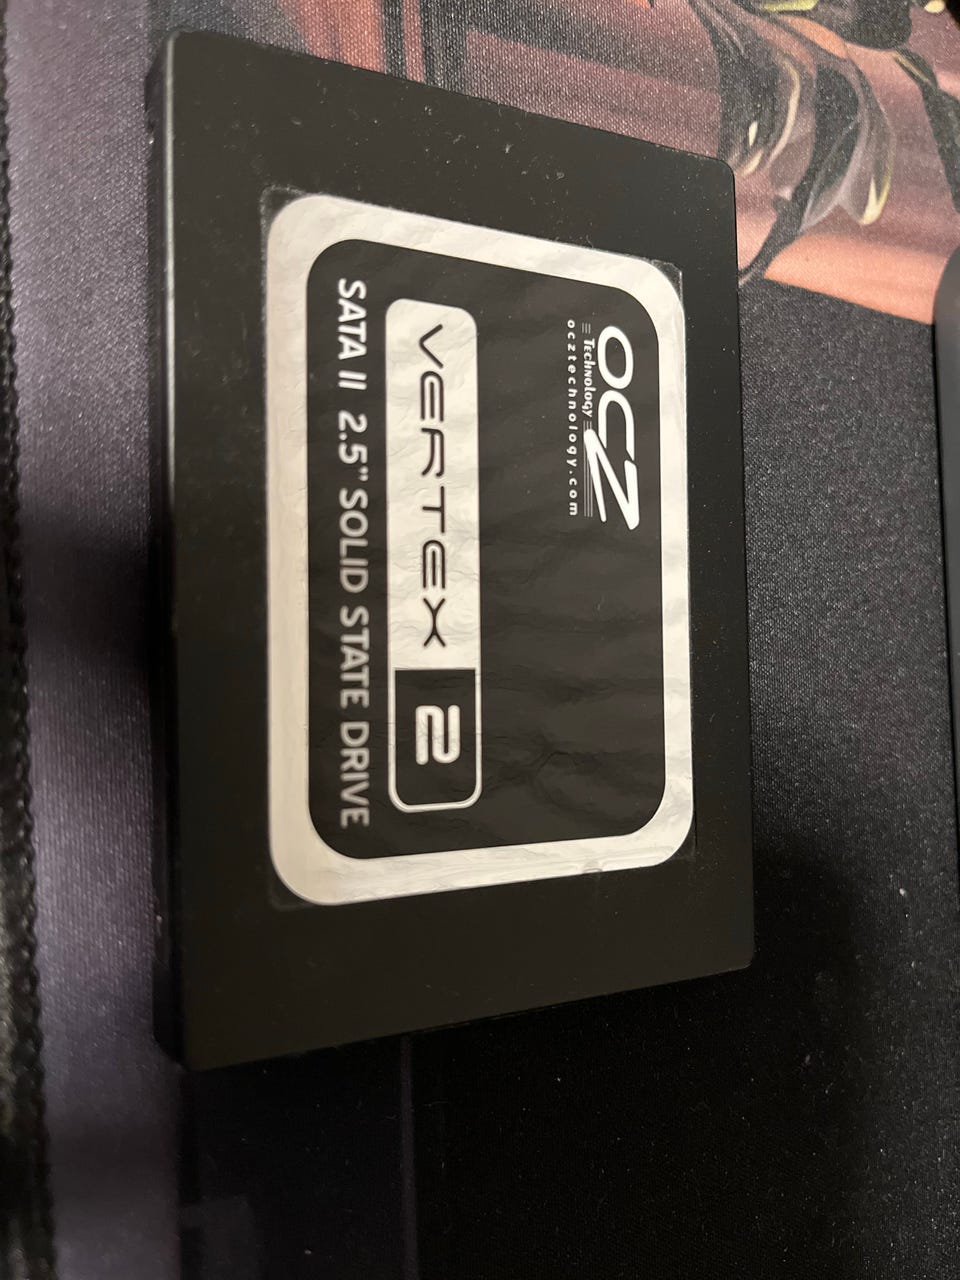 OCZ
Technology
ocztechnology.com
VERTEX 2
SATA II 2.5" SOLID STATE DRIVE